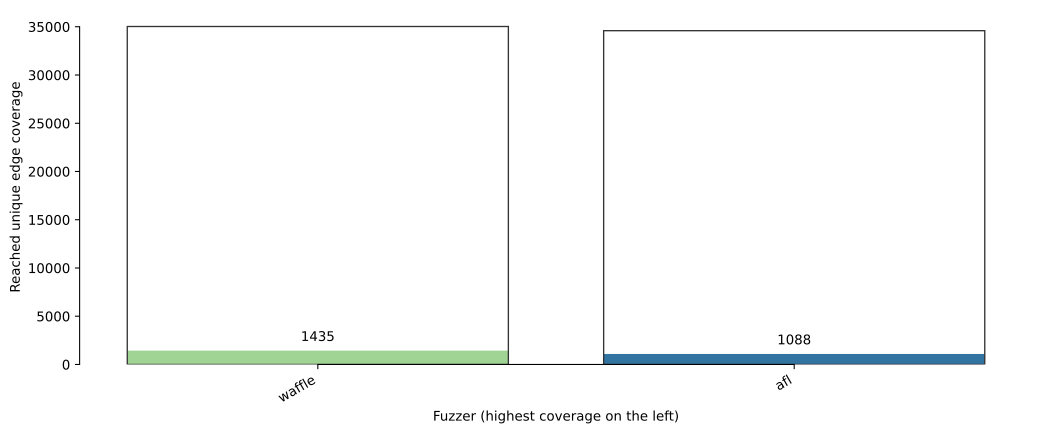 35000
30000
25000
20000
15000
10000
5000
0
Reached unique edge coverage
1435
1088
waffle
afl
Fuzzer (highest coverage on the left)